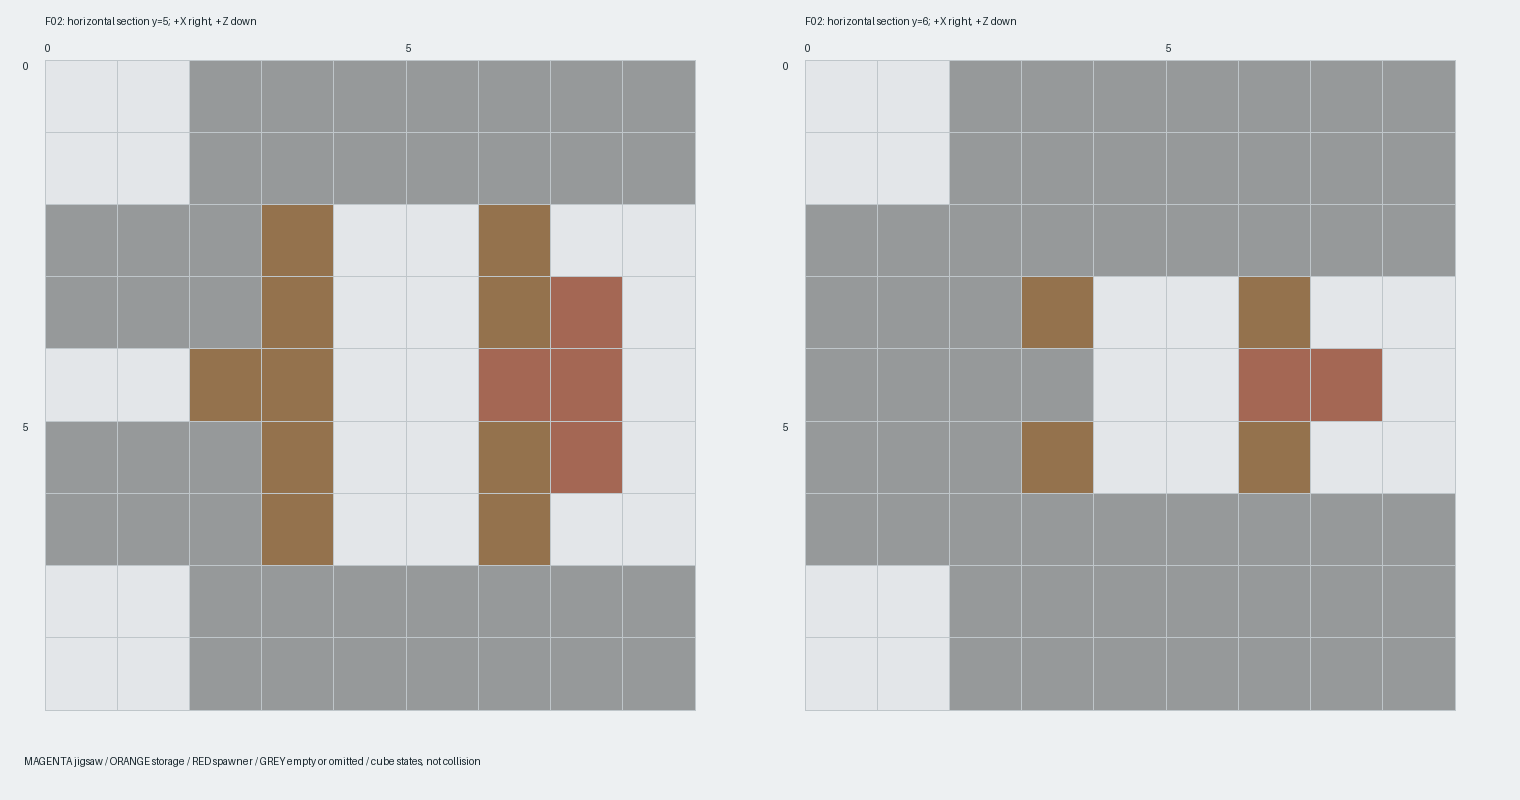 F02: horizontal section y=5; +X right, +Z down
F02: horizontal section y=6; +X right, +Z down
0 5
0 5
0
0
5
5
MAGENTA jigsaw / ORANGE storage / RED spawner / GREY empty or omitted / cube states, not collision